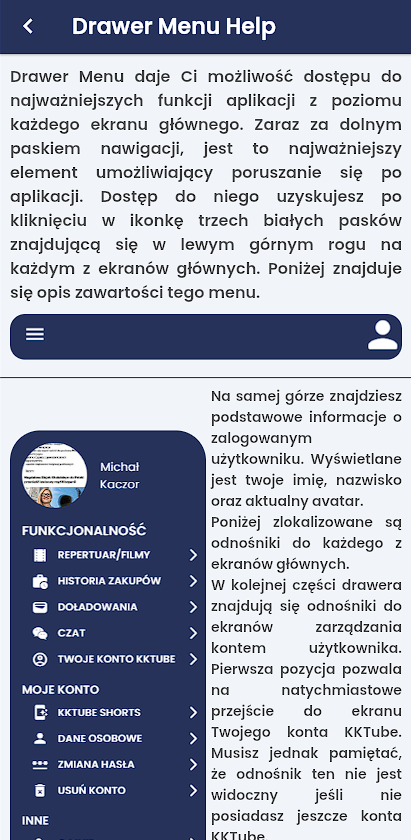 Drawer Menu Help
Drawer Menu daje Ci możliwość dostępu do
najważniejszych funkcji aplikacji z poziomu
każdego ekranu głównego. Zaraz za dolnym
paskiem nawigacji, jest to najważniejszy
element umożliwiający poruszanie się po
aplikacji. Dostęp do niego uzyskujesz po
kliknięciu w ikonkę trzech białych pasków
znajdującą się w lewym górnym rogu na
każdym z ekranów głównych. Poniżej znajduje
się opis zawartości tego menu.
Michał
Kaczor
FUNKCJONALNOŚĆ
REPERTUAR/FILMY
HISTORIA ZAKUPÓW
DOŁADOWANIA
CZAT
TWOJE KONTO KKTUBE
MOJE KONTO
KKTUBE SHORTS
DANE OSOBOWE
ZMIANA HASŁA
USUŃ KONTO
INNE
Na samej górze znajdziesz
podstawowe informacje o
zalogowanym
użytkowniku. Wyświetlane
jest twoje imię, nazwisko
oraz aktualny avatar.
Poniżej zlokalizowane są
odnośniki do każdego z
ekranów głównych.
W kolejnej części drawera
znajdują się odnośniki do
ekranów zarządzania
kontem użytkownika.
Pierwsza pozycja pozwala
na natychmiastowe
przejście do ekranu
Twojego konta KKTube.
Musisz jednak pamiętać,
że odnośnik ten nie jest
widoczny jeśli nie
posiadasz jeszcze konta
KKTube.